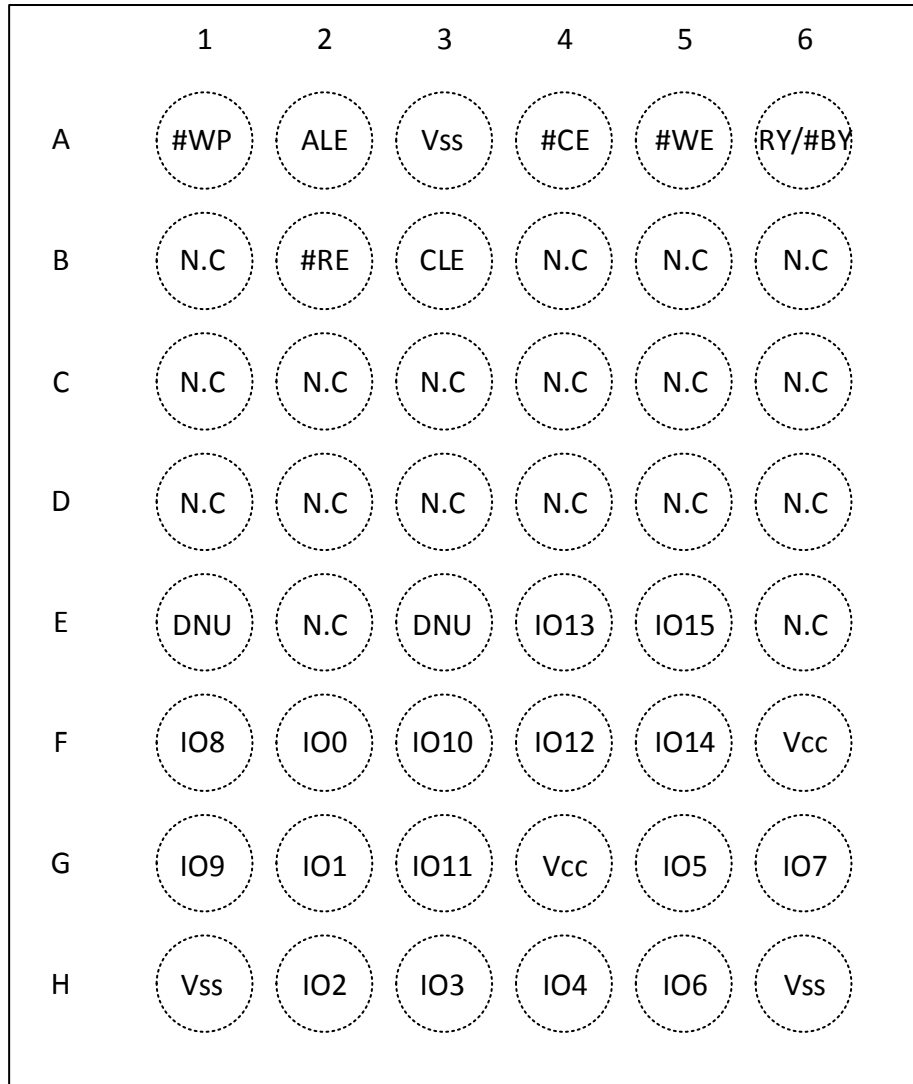 1 2 3 4 5 6
A #WP ALE Vss #CE #WE RY/#BY
B N.C #RE CLE N.C N.C N.C
C N.C N.C N.C N.C N.C N.C
D N.C N.C N.C N.C N.C N.C
E DNU N.C DNU IO13 IO15 N.C
F IO8 IO0 IO10 IO12 IO14 Vcc
G IO9 IO1 IO11 Vcc IO5 IO7
H Vss IO2 IO3 IO4 IO6 Vss